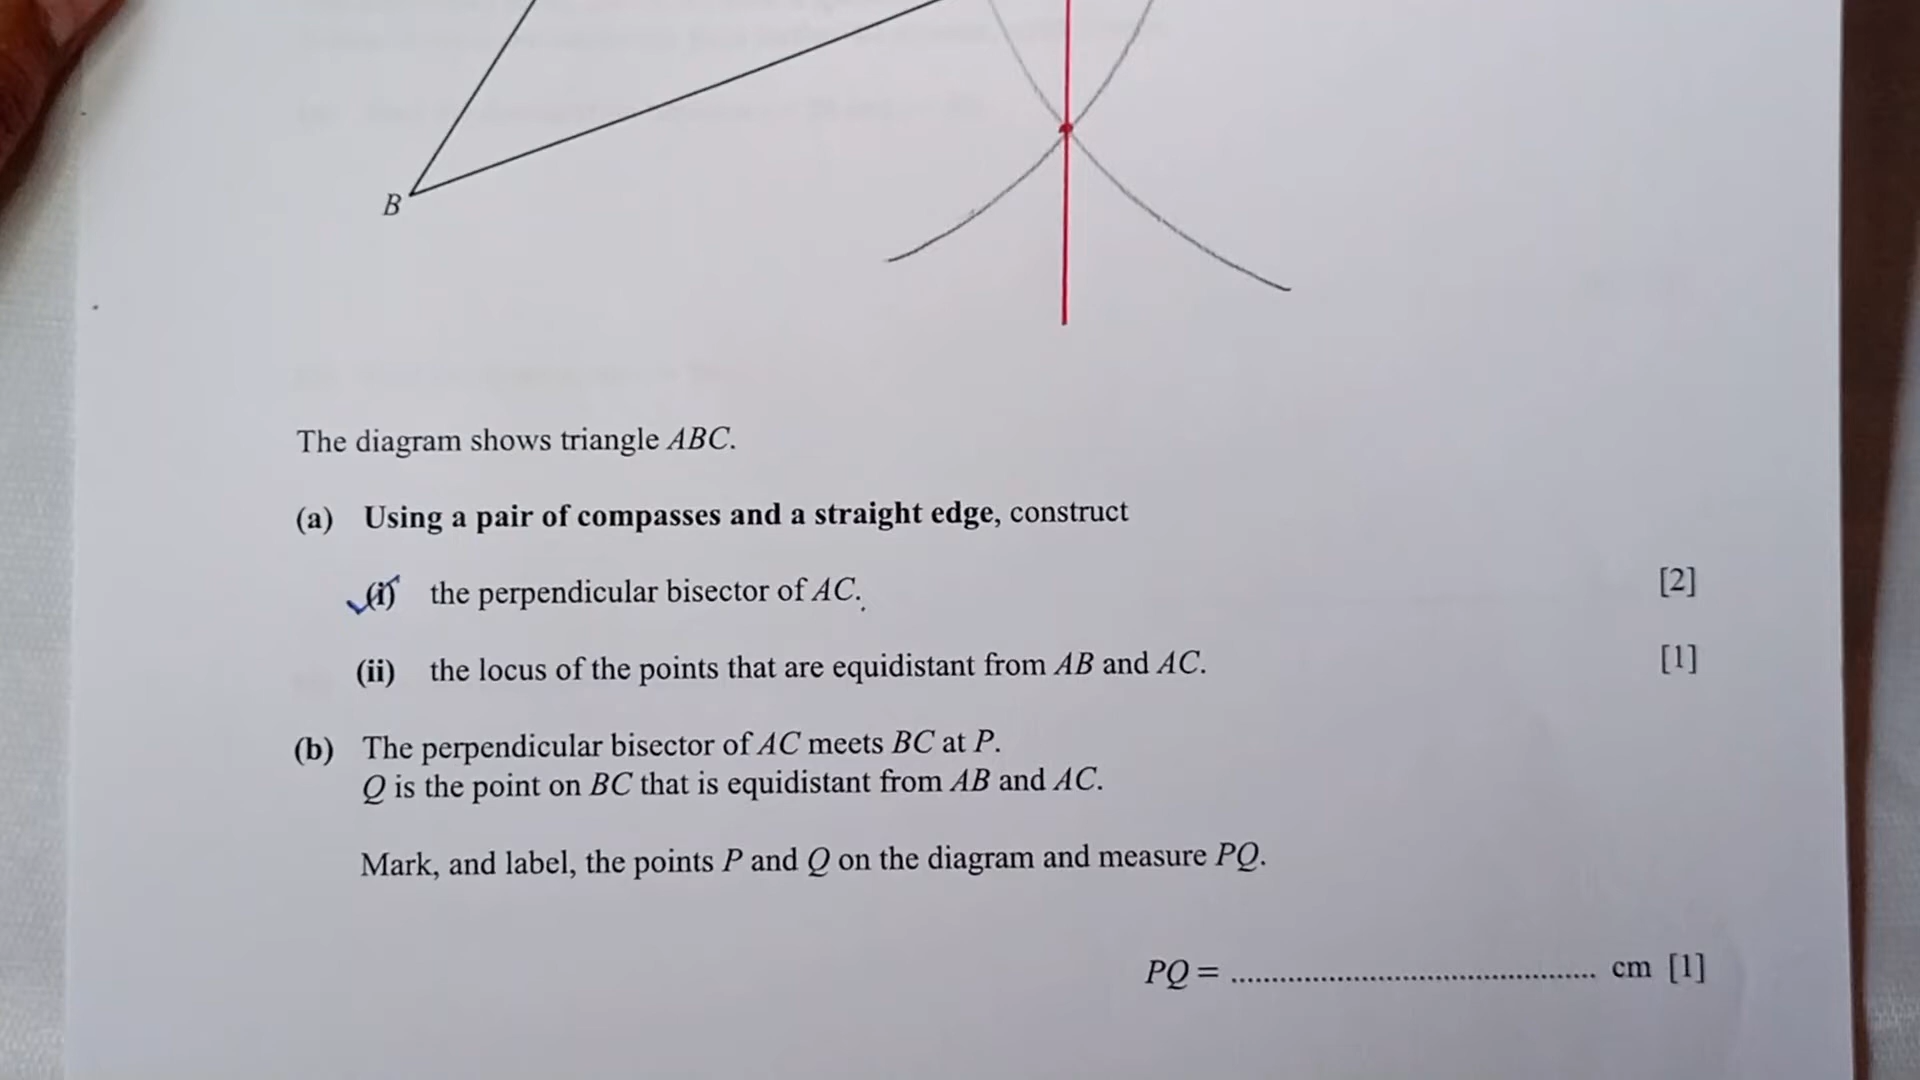 B
The diagram shows triangle ABC.
(a) Using a pair of compasses and a straight edge, construct
(i) the perpendicular bisector of AC. [2]
(ii) the locus of the points that are equidistant from AB and AC. [1]
(b) The perpendicular bisector of AC meets BC at P.
Q is the point on BC that is equidistant from AB and AC.
Mark, and label, the points P and Q on the diagram and measure PQ.
PQ = ............................................. cm [1]